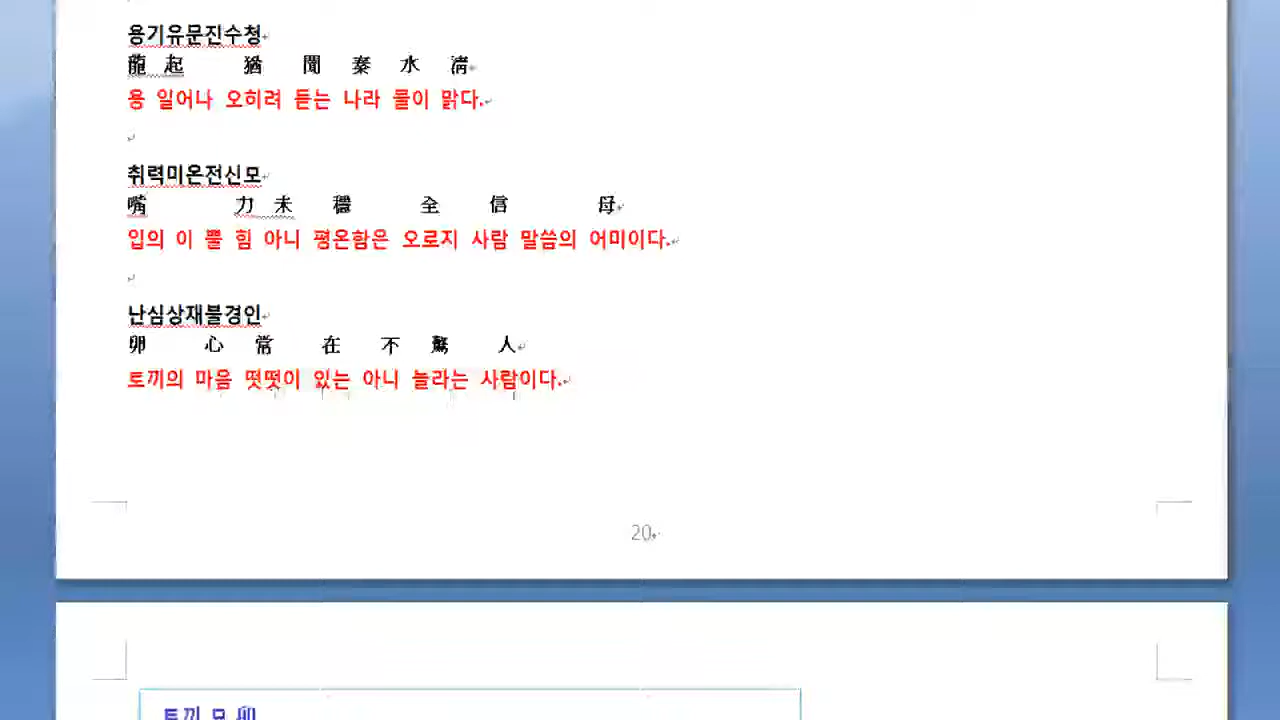 용기유문진수청
龍 起 猶 聞 秦 水 淸
용 일어나 오히려 듣는 나라 물이 맑다.
취력미온전신모
嘴 力 未 穩 全 信 母
입의 이 뿔 힘 아니 평온함은 오로지 사람 말씀의 어미이다.
난심상재불경인
卵 心 常 在 不 驚 人
토끼의 마음 떳떳이 있는 아니 놀라는 사람이다.
20
토끼 묘 卯